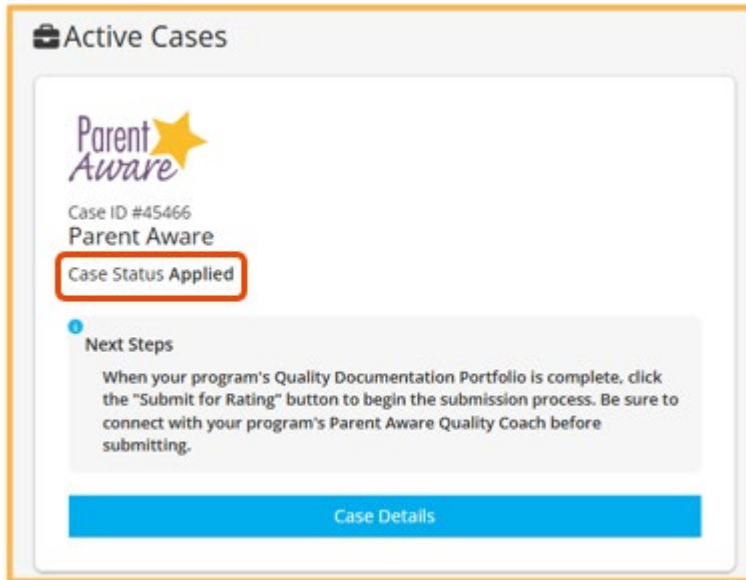 Active Cases
Parent
Aware
Case ID #45466
Parent Aware
Case Status Applied
Next Steps
When your program's Quality Documentation Portfolio is complete, click
the "Submit for Rating" button to begin the submission process. Be sure to
connect with your program's Parent Aware Quality Coach before
submitting.
Case Details